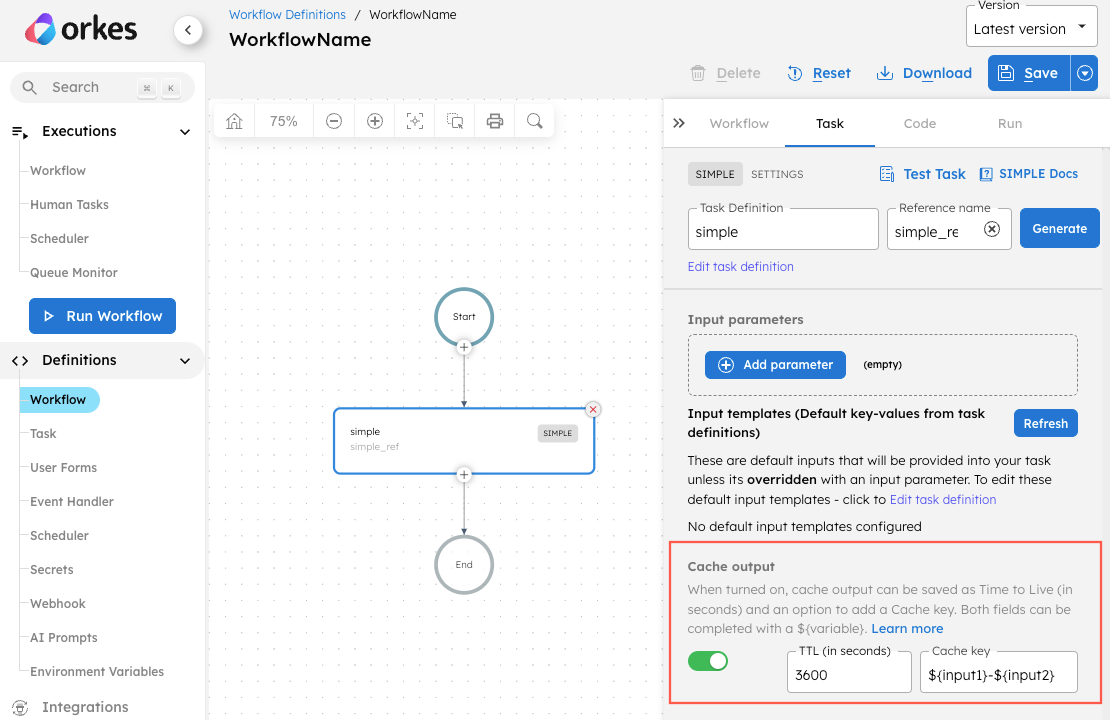 orkes
Workflow Definitions / WorkflowName
WorkflowName
Version
Latest version
Delete
Reset
Download
Save
Search
⌘
K
Executions
Workflow
Human Tasks
Scheduler
Queue Monitor
Run Workflow
Definitions
Workflow
Task
User Forms
Event Handler
Scheduler
Secrets
Webhook
AI Prompts
Environment Variables
Integrations
75%
Start
simple
SIMPLE
simple_ref
End
Workflow
Task
Code
Run
SIMPLE
SETTINGS
Test Task
SIMPLE Docs
Task Definition
simple
Reference name
simple_re
Generate
Edit task definition
Input parameters
Add parameter
(empty)
Input templates (Default key-values from task
definitions)
Refresh
These are default inputs that will be provided into your task
unless its overridden with an input parameter. To edit these
default input templates - click to Edit task definition
No default input templates configured
Cache output
When turned on, cache output can be saved as Time to Live (in
seconds) and an option to add a Cache key. Both fields can be
completed with a ${variable}. Learn more
TTL (in seconds)
3600
Cache key
${input1}-${input2}